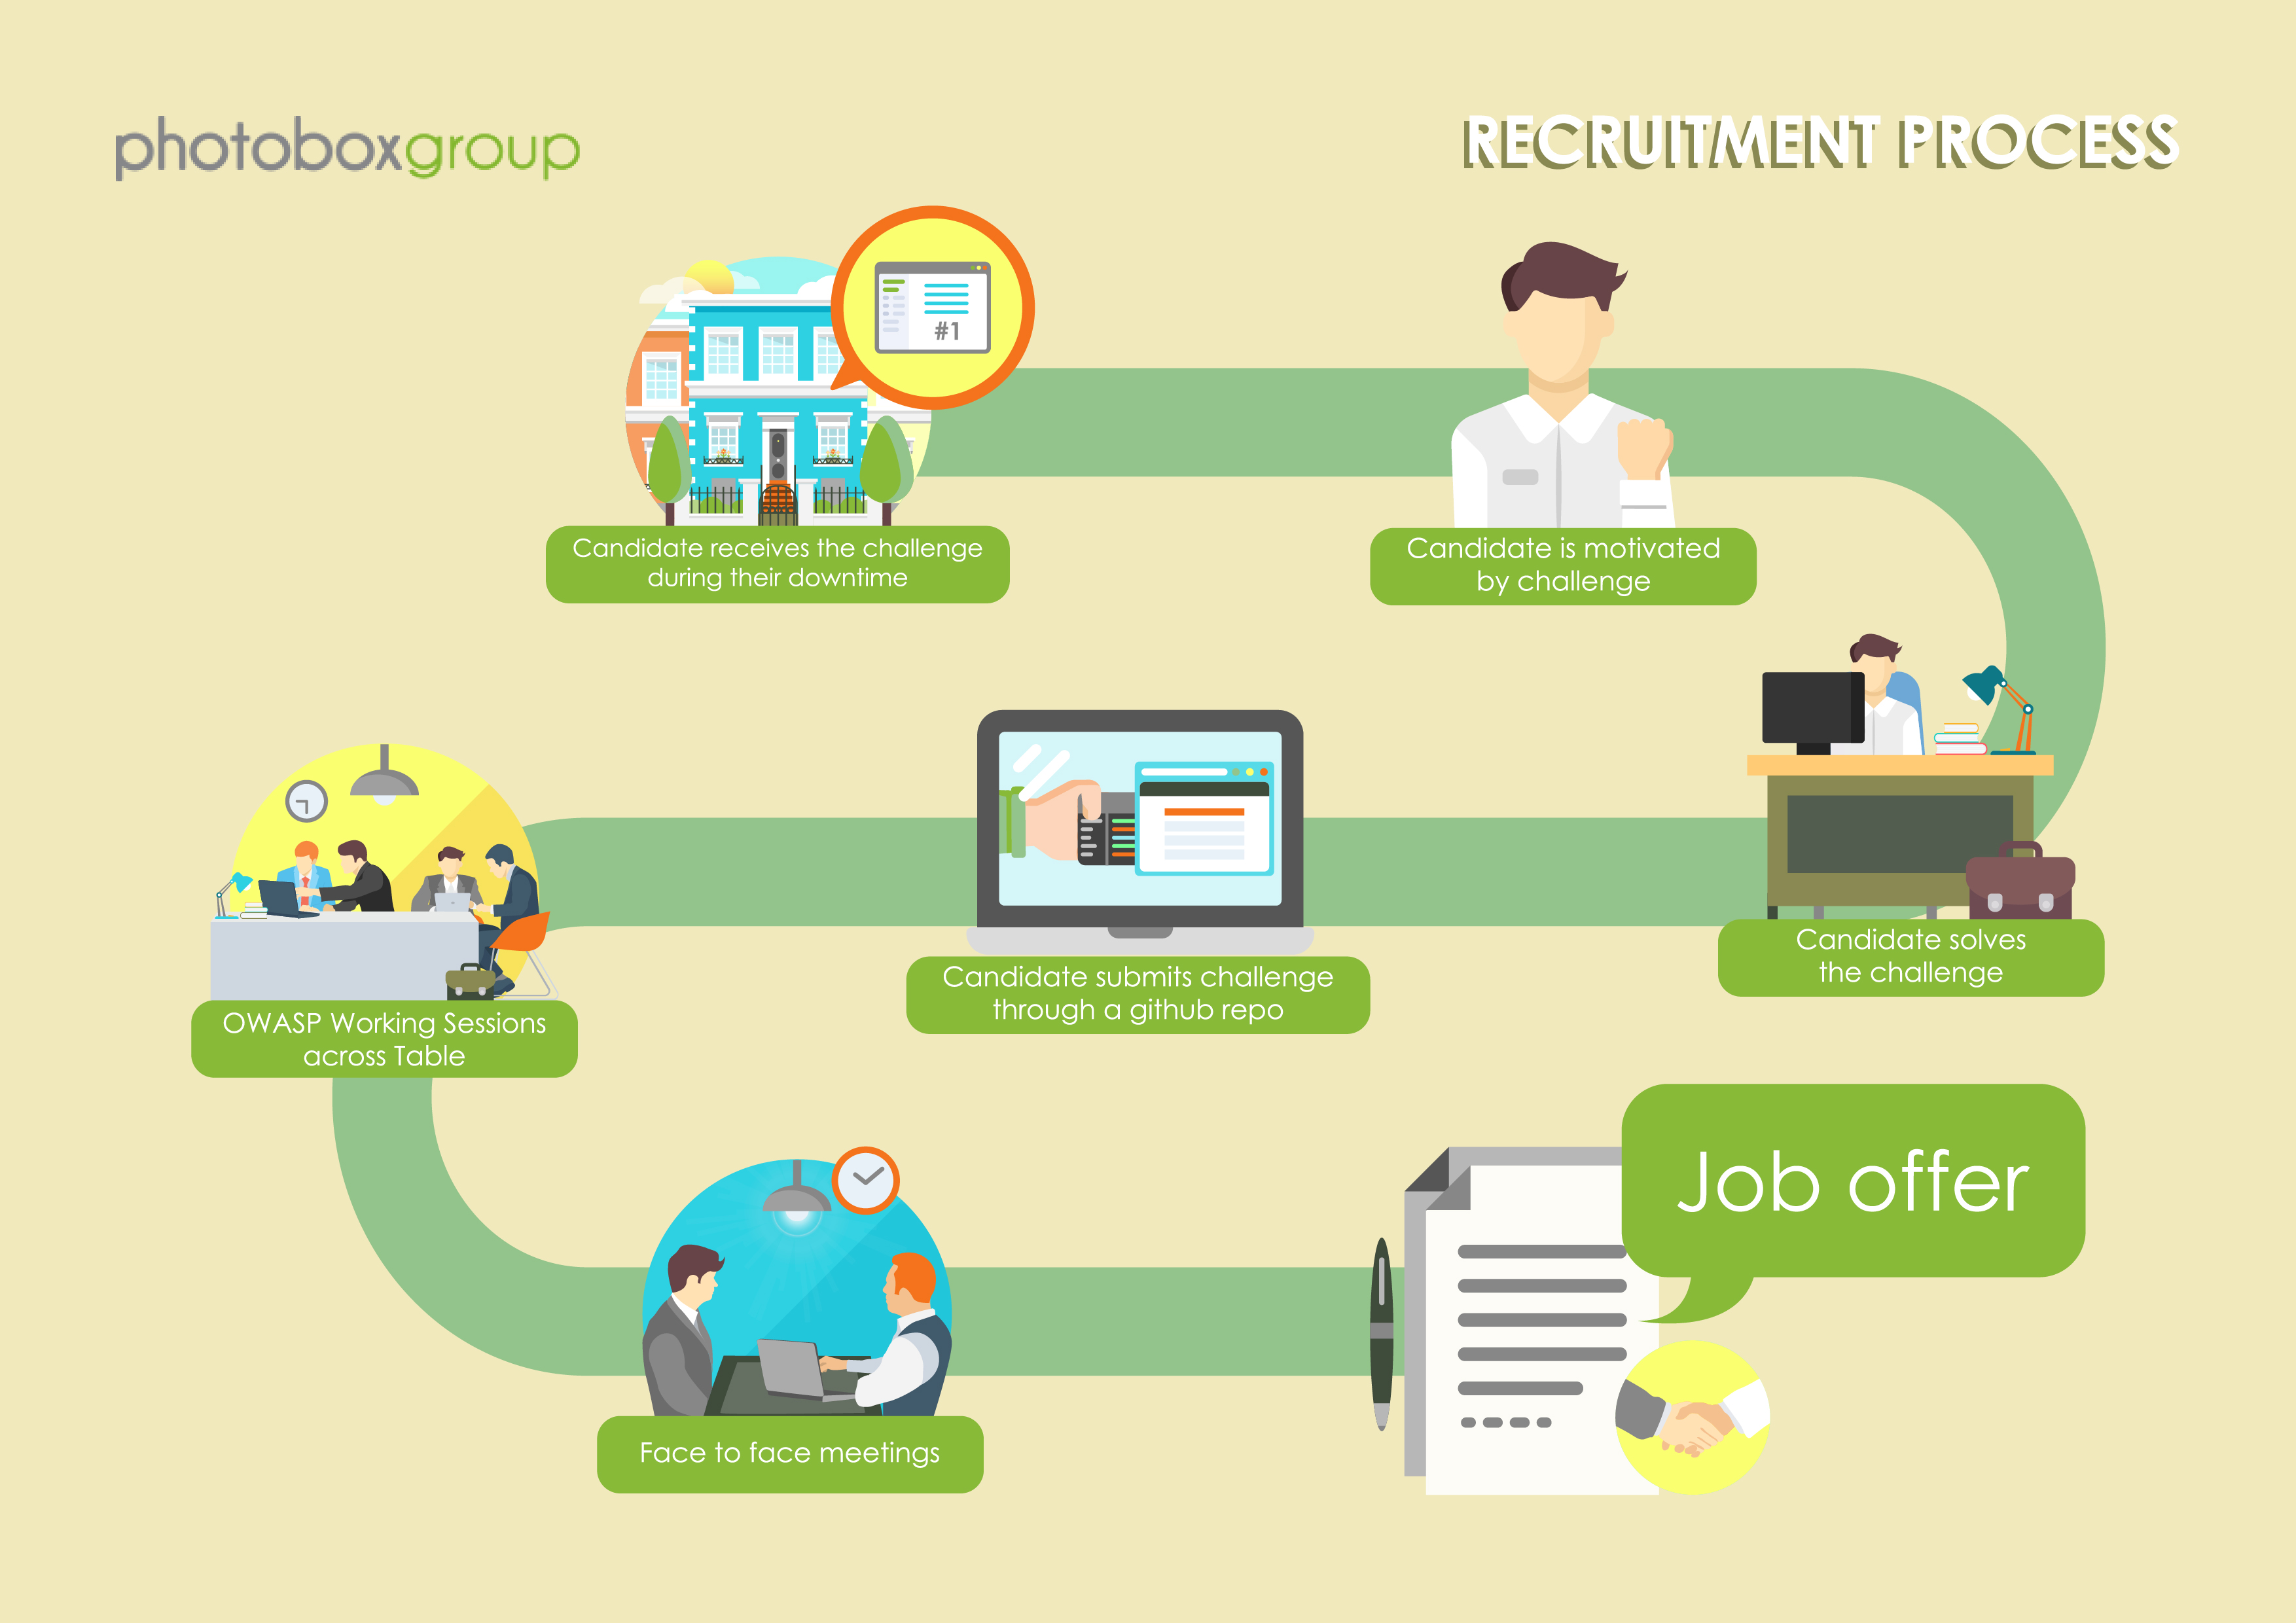 photoboxgroup
RECRUITMENT PROCESS
#1
Candidate receives the challenge
during their downtime
Candidate is motivated
by challenge
Candidate solves
the challenge
Candidate submits challenge
through a github repo
OWASP Working Sessions
across Table
Face to face meetings
Job offer